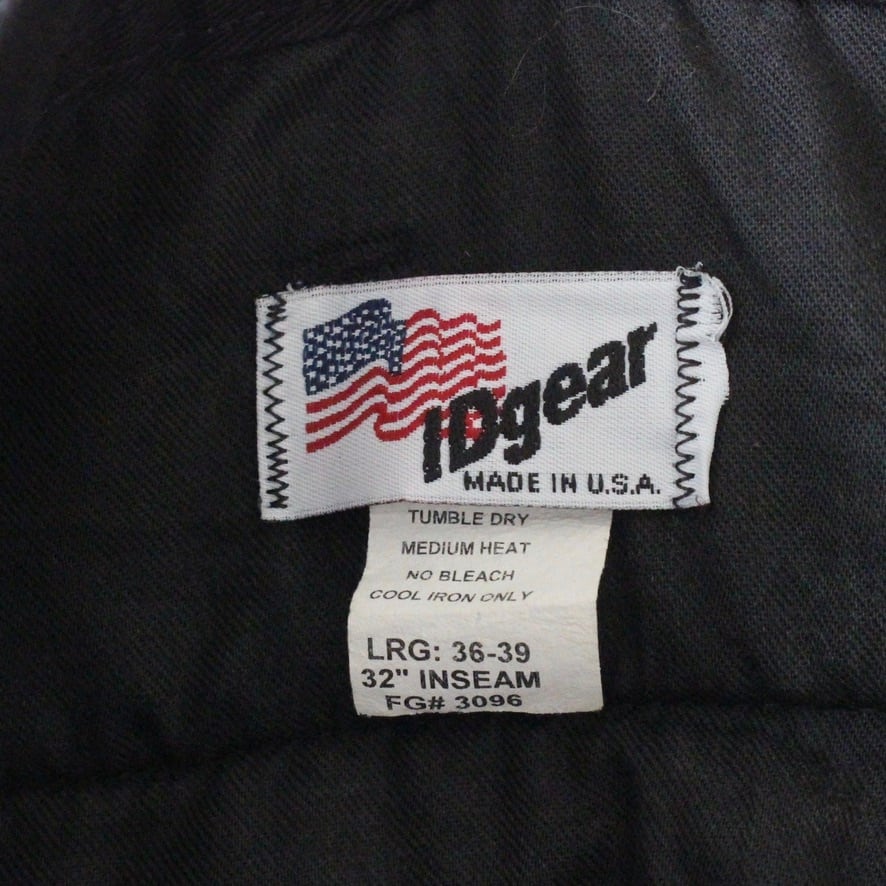 IDgear
MADE IN U.S.A.
TUMBLE DRY
MEDIUM HEAT
NO BLEACH
COOL IRON ONLY
LRG: 36-39
32" INSEAM
FG# 3096